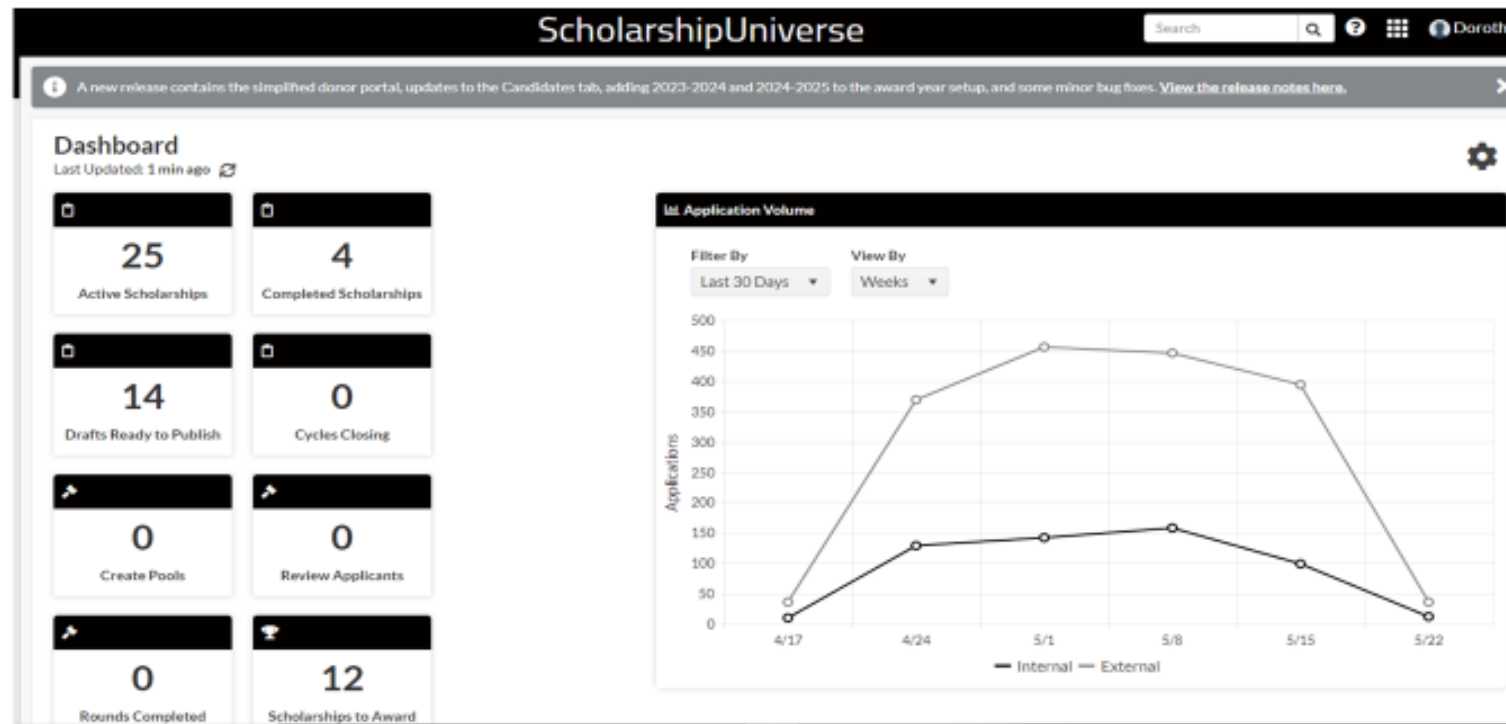 ScholarshipUniverse
Search
Doroth
A new release contains the simplified donor portal, updates to the Candidates tab, adding 2023-2024 and 2024-2025 to the award year setup, and some minor bug fixes. View the release notes here.
Dashboard
Last Updated: 1 min ago
25
Active Scholarships
4
Completed Scholarships
14
Drafts Ready to Publish
0
Cycles Closing
0
Create Pools
0
Review Applicants
0
Rounds Completed
12
Scholarships to Award
Application Volume
Filter By
View By
Last 30 Days
Weeks
500
450
400
350
300
250
200
150
100
50
0
Applications
4/17
4/24
5/1
5/8
5/15
5/22
Internal
External